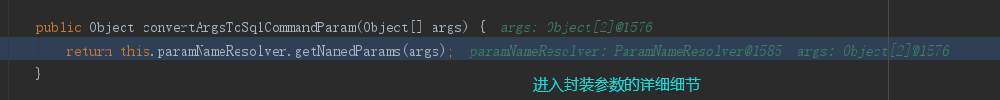 public Object convertArgsToSqlCommandParam(Object[] args) {  args: Object[2]@1576
return this.paramNameResolver.getNamedParams(args);  paramNameResolver: ParamNameResolver@1585  args: Object[2]@1576
}
进入封装参数的详细细节